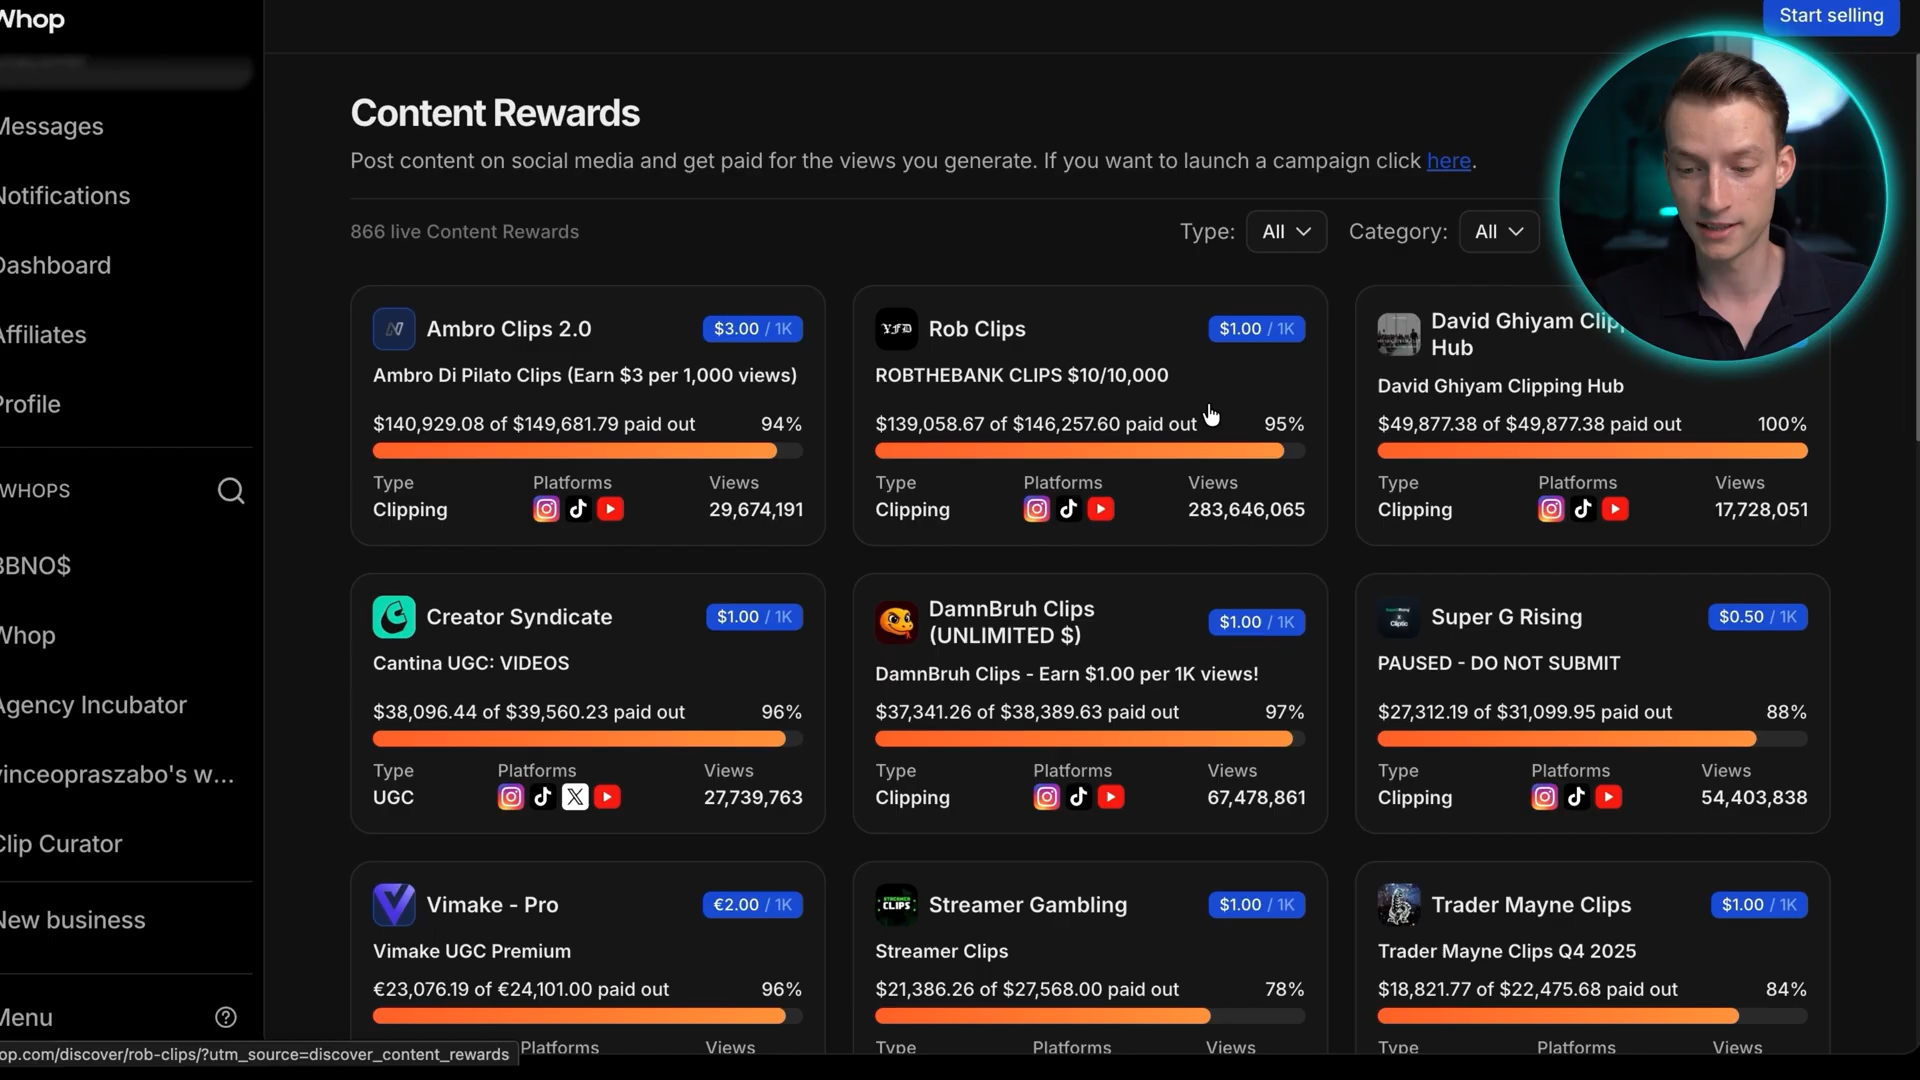 Whop
Start selling
Messages
Notifications
Dashboard
Affiliates
Profile
WHOPS
BBNO$
Whop
Agency Incubator
vinceopraszabo's w...
Clip Curator
New business
Menu
op.com/discover/rob-clips/?utm_source=discover_content_rewards
Content Rewards
Post content on social media and get paid for the views you generate. If you want to launch a campaign click here.
866 live Content Rewards
Type: All Category: All
Ambro Clips 2.0 $3.00 / 1K
Ambro Di Pilato Clips (Earn $3 per 1,000 views)
$140,929.08 of $149,681.79 paid out 94%
Type Platforms Views
Clipping 29,674,191
YFD Rob Clips $1.00 / 1K
ROBTHEBANK CLIPS $10/10,000
$139,058.67 of $146,257.60 paid out 95%
Type Platforms Views
Clipping 283,646,065
David Ghiyam
Hub
David Ghiyam Clipping Hub
$49,877.38 of $49,877.38 paid out 100%
Type Platforms Views
Clipping 17,728,051
Creator Syndicate $1.00 / 1K
Cantina UGC: VIDEOS
$38,096.44 of $39,560.23 paid out 96%
Type Platforms Views
UGC 27,739,763
DamnBruh Clips
(UNLIMITED $) $1.00 / 1K
DamnBruh Clips - Earn $1.00 per 1K views!
$37,341.26 of $38,389.63 paid out 97%
Type Platforms Views
Clipping 67,478,861
Super G Rising $0.50 / 1K
PAUSED - DO NOT SUBMIT
$27,312.19 of $31,099.95 paid out 88%
Type Platforms Views
Clipping 54,403,838
Vimake - Pro €2.00 / 1K
Vimake UGC Premium
€23,076.19 of €24,101.00 paid out 96%
Platforms Views
CLIPS Streamer Gambling $1.00 / 1K
Streamer Clips
$21,386.26 of $27,568.00 paid out 78%
Type Platforms Views
Trader Mayne Clips $1.00 / 1K
Trader Mayne Clips Q4 2025
$18,821.77 of $22,475.68 paid out 84%
Type Platforms Views